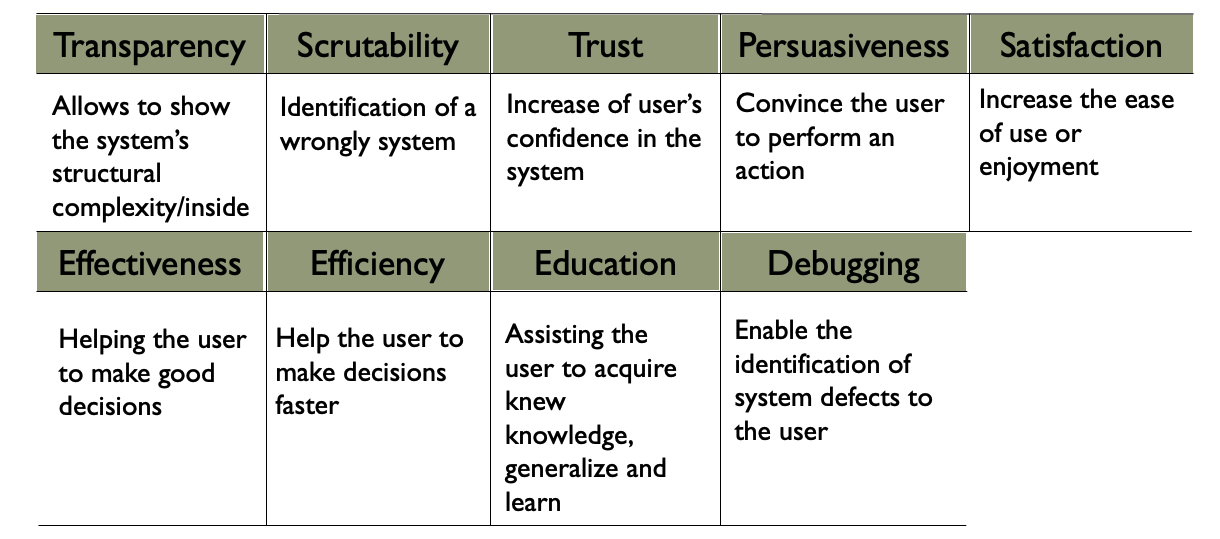 Transparency
Scrutability
Trust
Persuasiveness
Satisfaction
Allows to show
the system's
structural
complexity/inside
Identification of a
wrongly system
Increase of user's
confidence in the
system
Convince the user
to perform an
action
Increase the ease
of use or
enjoyment
Effectiveness
Efficiency
Education
Debugging
Helping the user
to make good
decisions
Help the user to
make decisions
faster
Assisting the
user to acquire
knew
knowledge,
generalize and
learn
Enable the
identification of
system defects to
the user